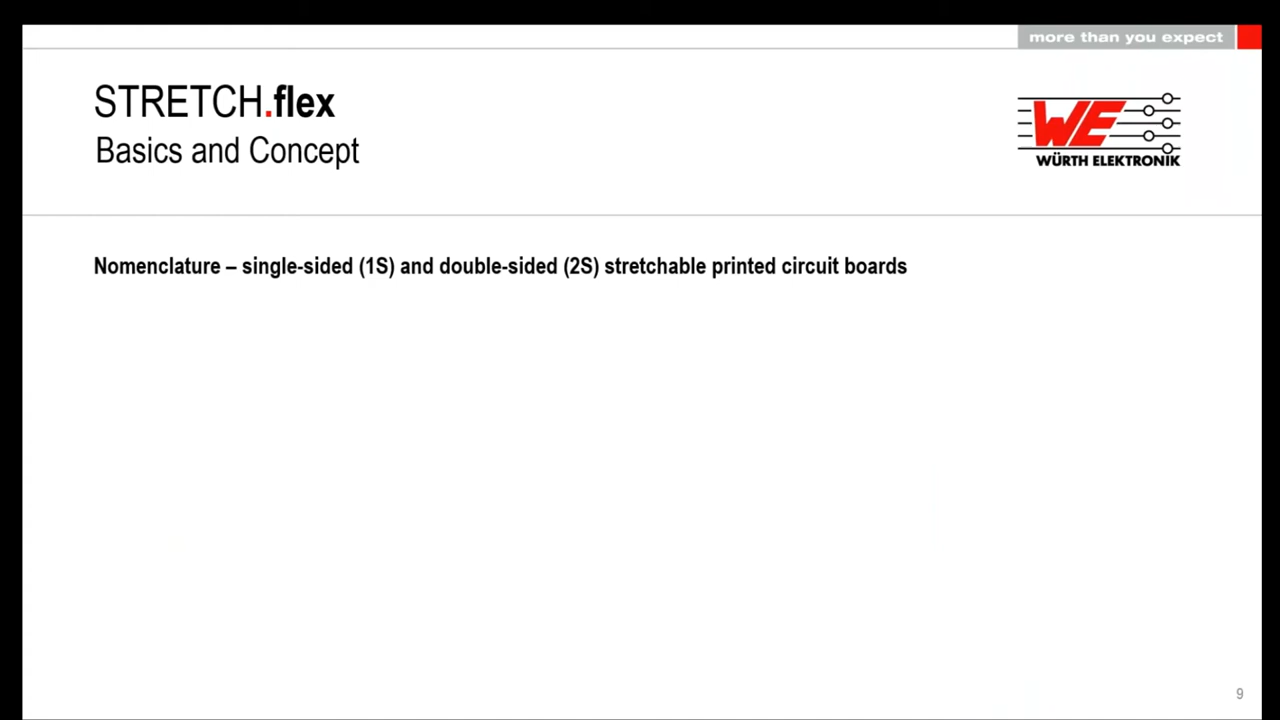 more than you expect
STRETCH.flex
Basics and Concept
WE
WÜRTH ELEKTRONIK
Nomenclature – single-sided (1S) and double-sided (2S) stretchable printed circuit boards
9